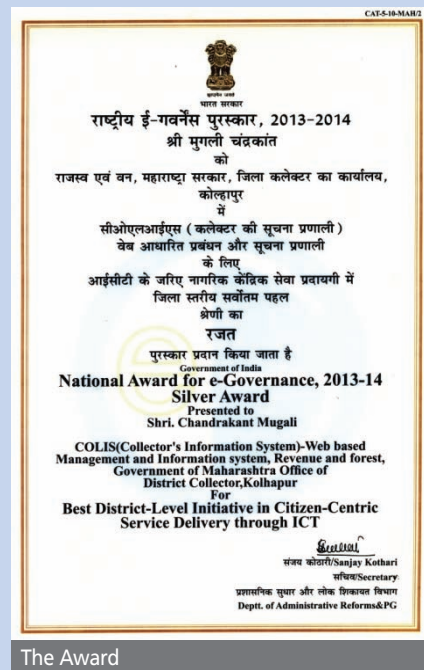 CAT-5-10-MAH/2
सत्यमेव जयते
भारत सरकार
राष्ट्रीय ई-गवर्नेंस पुरस्कार, 2013-2014
श्री मुगली चंद्रकांत
को
राजस्व एवं वन, महाराष्ट्रा सरकार, जिला कलेक्टर का कार्यालय,
कोल्हापुर
में
सीओएलआईएस ( कलेक्टर की सूचना प्रणाली )
वेब आधारित प्रबंधन और सूचना प्रणाली
के लिए
आईसीटी के जरिए नागरिक केंद्रिक सेवा प्रदायगी में
जिला स्तरीय सर्वोतम पहल
श्रेणी का
रजत
पुरस्कार प्रदान किया जाता है
Government of India
National Award for e-Governance, 2013-14
Silver Award
Presented to
Shri. Chandrakant Mugali
COLIS(Collector's Information System)-Web based
Management and Information system, Revenue and forest,
Government of Maharashtra Office of
District Collector,Kolhapur
For
Best District-Level Initiative in Citizen-Centric
Service Delivery through ICT
संजय कोठारी/Sanjay Kothari
सचिव/Secretary
प्रशासनिक सुधार और लोक शिकायत विभाग
Deptt. of Administrative Reforms&PG
The Award